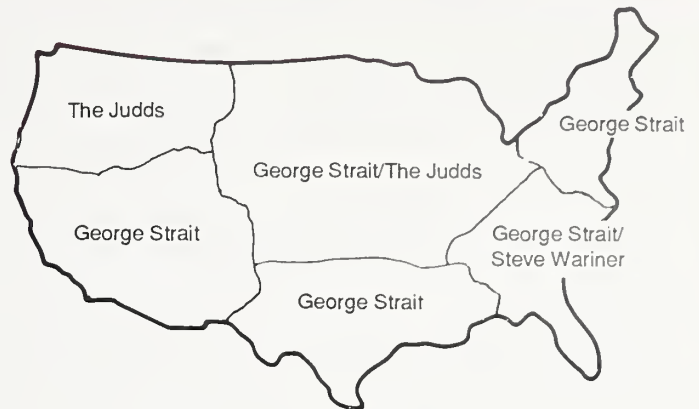 The Judds
George Strait
George Strait/The Judds
George Strait
George Strait/
Steve Wariner
George Strait